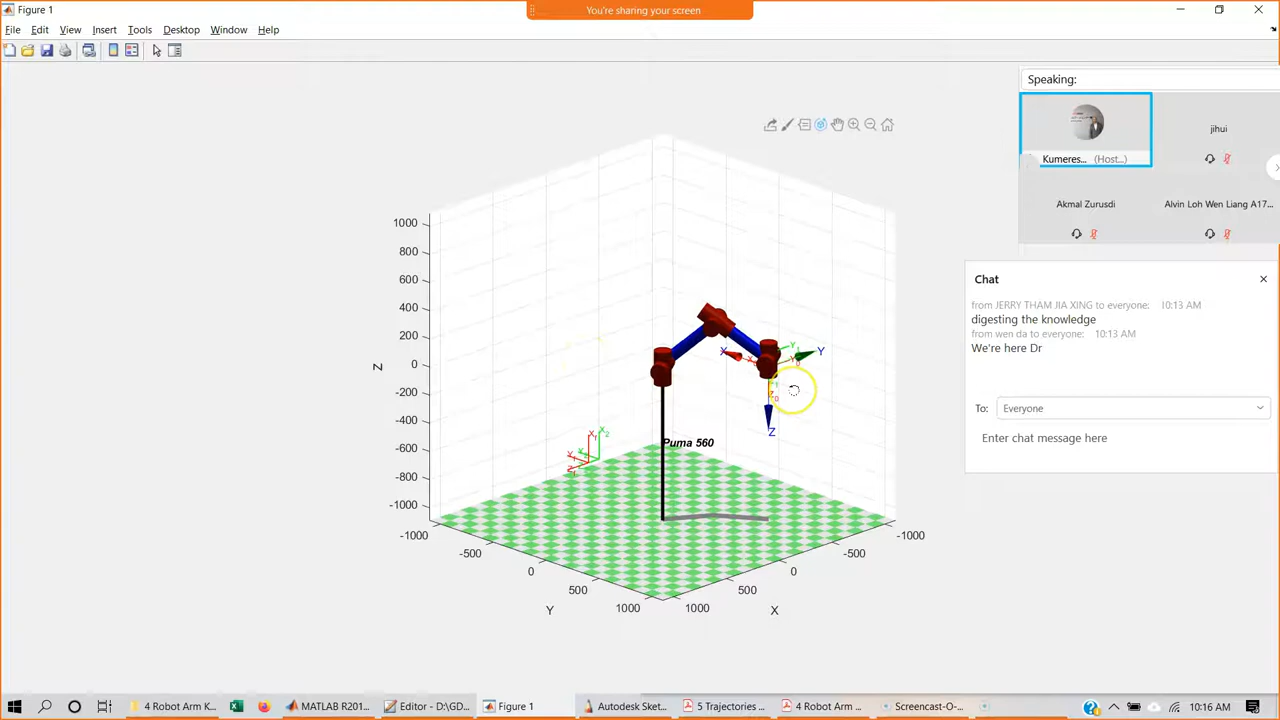 Figure 1
You're sharing your screen
File Edit View Insert Tools Desktop Window Help
Speaking:
Kumeres... (Host...)
jihui
Akmal Zurusdi
Alvin Loh Wen Liang A17...
Chat
from JERRY THAM JIA XING to everyone: 10:13 AM
digesting the knowledge
from wen da to everyone: 10:13 AM
We're here Dr
To: Everyone
Enter chat message here
1000
800
600
400
200
0
-200
-400
-600
-800
-1000
Z
X
Y
Z
Puma 560
-1000
-500
0
500
1000
Y
-1000
-500
0
500
1000
X
4 Robot Arm K...
MATLAB R201...
Editor - D:\GD...
Figure 1
Autodesk Sket...
5 Trajectories ...
4 Robot Arm ...
Screencast-O-...
10:16 AM